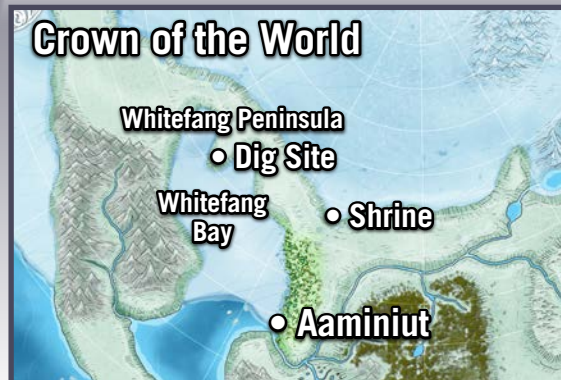 Crown of the World
Whitefang Peninsula
• Dig Site
Whitefang
Bay
• Shrine
• Aaminiut